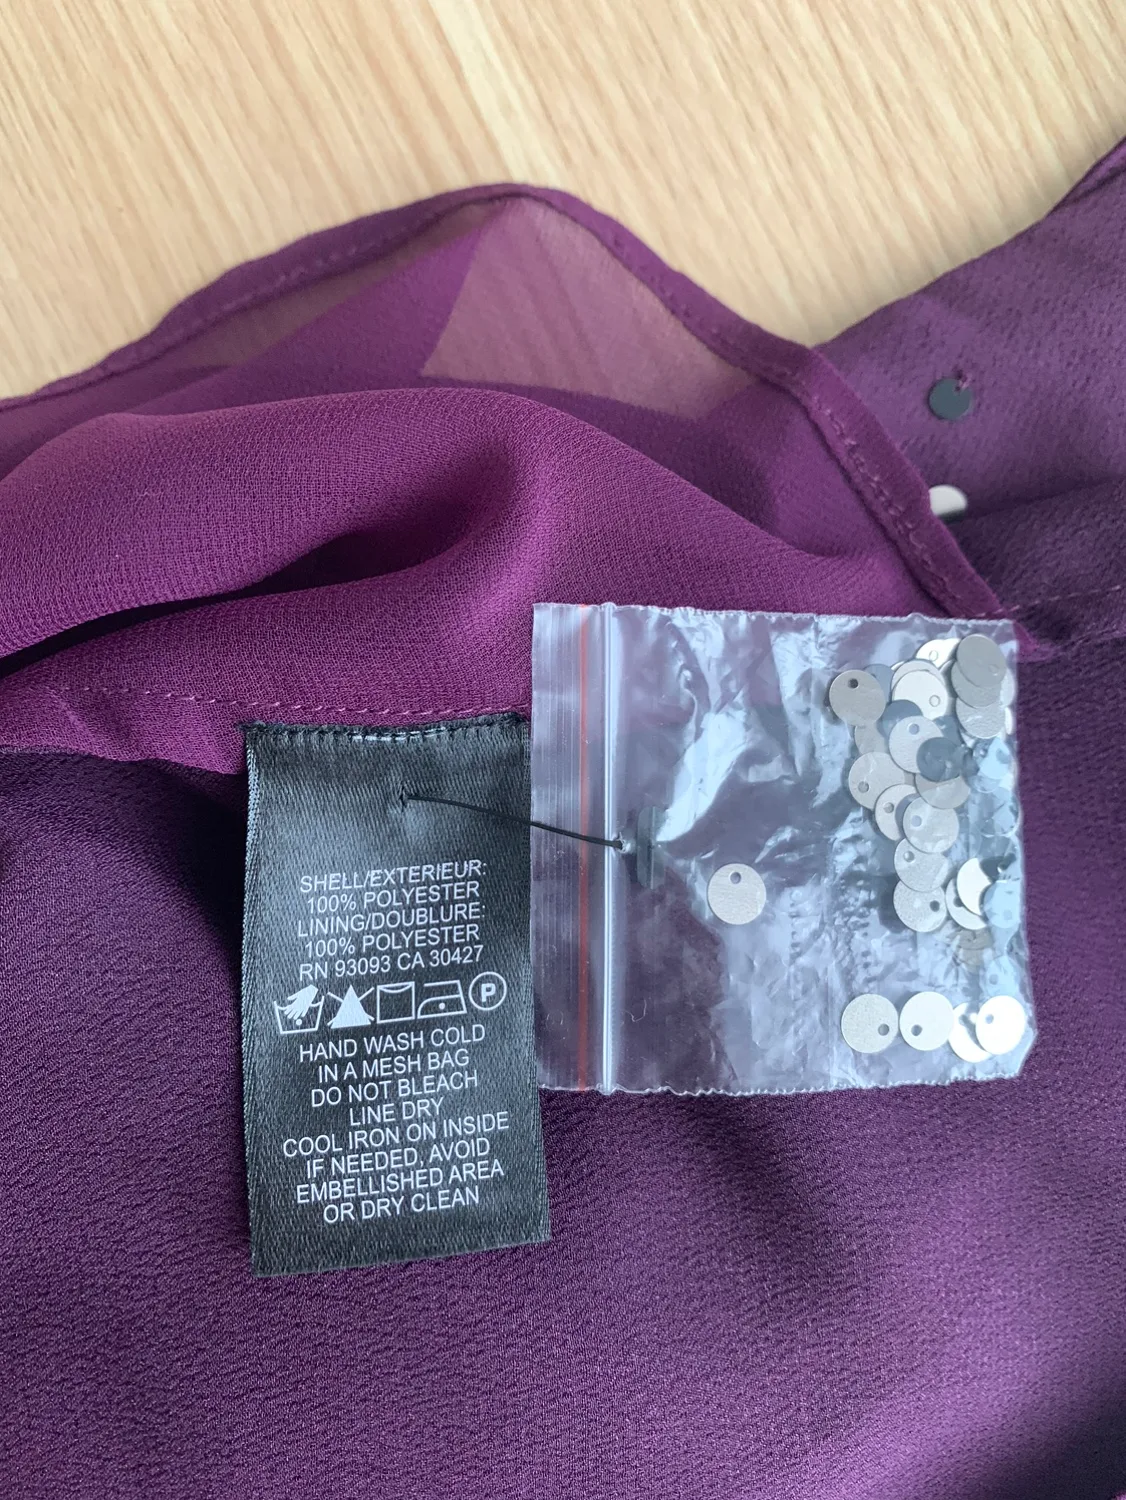 SHELL/EXTERIEUR:
100% POLYESTER
LINING/DOUBLURE:
100% POLYESTER
RN 93093 CA 30427
P
HAND WASH COLD
IN A MESH BAG
DO NOT BLEACH
LINE DRY
COOL IRON ON INSIDE
IF NEEDED, AVOID
EMBELLISHED AREA
OR DRY CLEAN